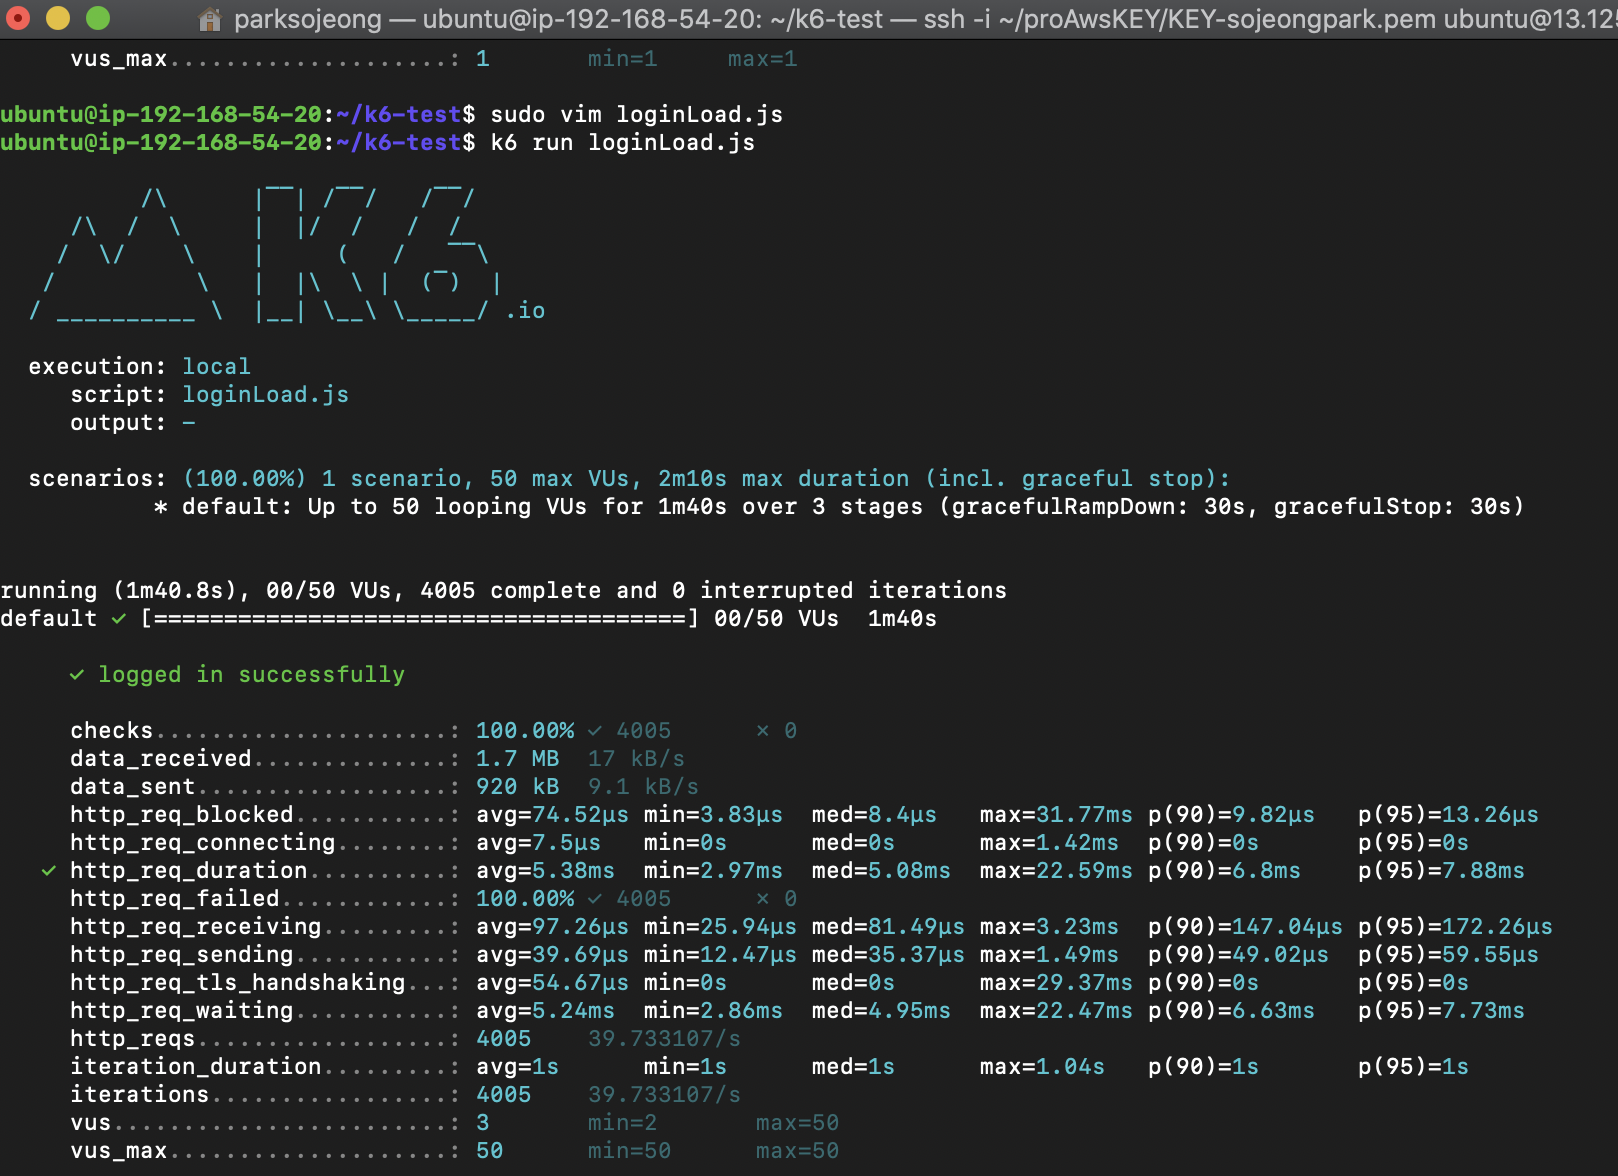 parksojeong — ubuntu@ip-192-168-54-20: ~/k6-test — ssh -i ~/proAwsKEY/KEY-sojeongpark.pem ubuntu@13.12
vus_max....................: 1       min=1     max=1
ubuntu@ip-192-168-54-20:~/k6-test$ sudo vim loginLoad.js
ubuntu@ip-192-168-54-20:~/k6-test$ k6 run loginLoad.js
.io
execution: local
script: loginLoad.js
output: -
scenarios: (100.00%) 1 scenario, 50 max VUs, 2m10s max duration (incl. graceful stop):
* default: Up to 50 looping VUs for 1m40s over 3 stages (gracefulRampDown: 30s, gracefulStop: 30s)
running (1m40.8s), 00/50 VUs, 4005 complete and 0 interrupted iterations
default ✓ [======================================] 00/50 VUs  1m40s
✓ logged in successfully
checks.....................: 100.00% ✓ 4005      ✗ 0
data_received..............: 1.7 MB  17 kB/s
data_sent..................: 920 kB  9.1 kB/s
http_req_blocked...........: avg=74.52µs min=3.83µs  med=8.4µs   max=31.77ms p(90)=9.82µs   p(95)=13.26µs
http_req_connecting........: avg=7.5µs   min=0s      med=0s      max=1.42ms  p(90)=0s       p(95)=0s
✓ http_req_duration..........: avg=5.38ms  min=2.97ms  med=5.08ms  max=22.59ms p(90)=6.8ms    p(95)=7.88ms
http_req_failed............: 100.00% ✓ 4005      ✗ 0
http_req_receiving.........: avg=97.26µs min=25.94µs med=81.49µs max=3.23ms  p(90)=147.04µs p(95)=172.26µs
http_req_sending...........: avg=39.69µs min=12.47µs med=35.37µs max=1.49ms  p(90)=49.02µs  p(95)=59.55µs
http_req_tls_handshaking...: avg=54.67µs min=0s      med=0s      max=29.37ms p(90)=0s       p(95)=0s
http_req_waiting...........: avg=5.24ms  min=2.86ms  med=4.95ms  max=22.47ms p(90)=6.63ms   p(95)=7.73ms
http_reqs..................: 4005    39.733107/s
iteration_duration.........: avg=1s      min=1s      med=1s      max=1.04s   p(90)=1s       p(95)=1s
iterations.................: 4005    39.733107/s
vus........................: 3       min=2       max=50
vus_max....................: 50      min=50      max=50